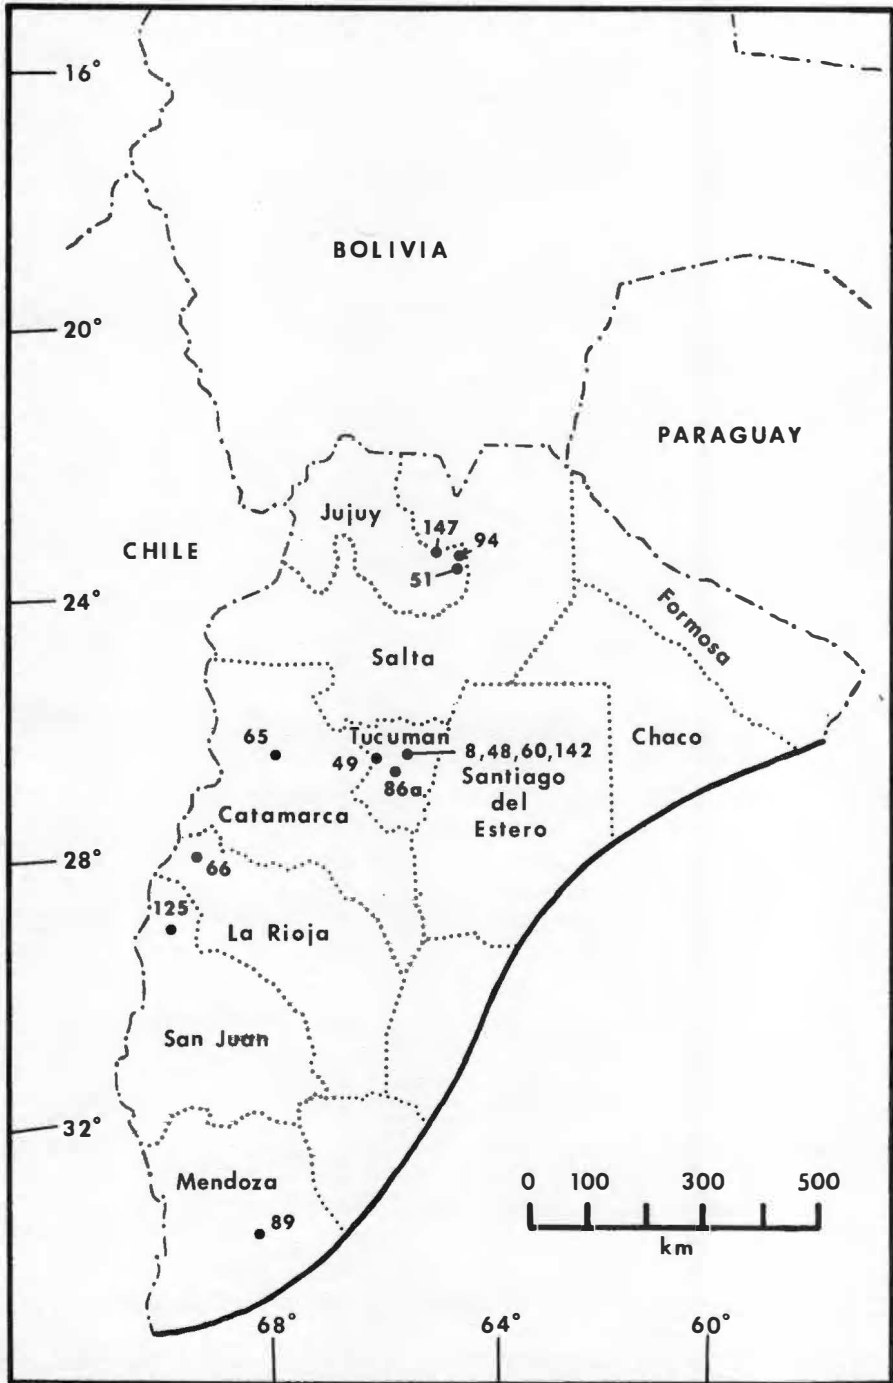 16°
BOLIVIA
20°
PARAGUAY
Jujuy
147
94
CHILE
51
24°
Formosa
Salta
65
Tucuman
Chaco
49
8,48,60,142
86a
Santiago
del
Estero
Catamarca
28°
66
125
La Rioja
San Juan
32°
Mendoza
0 100 300 500
km
89
68° 64° 60°